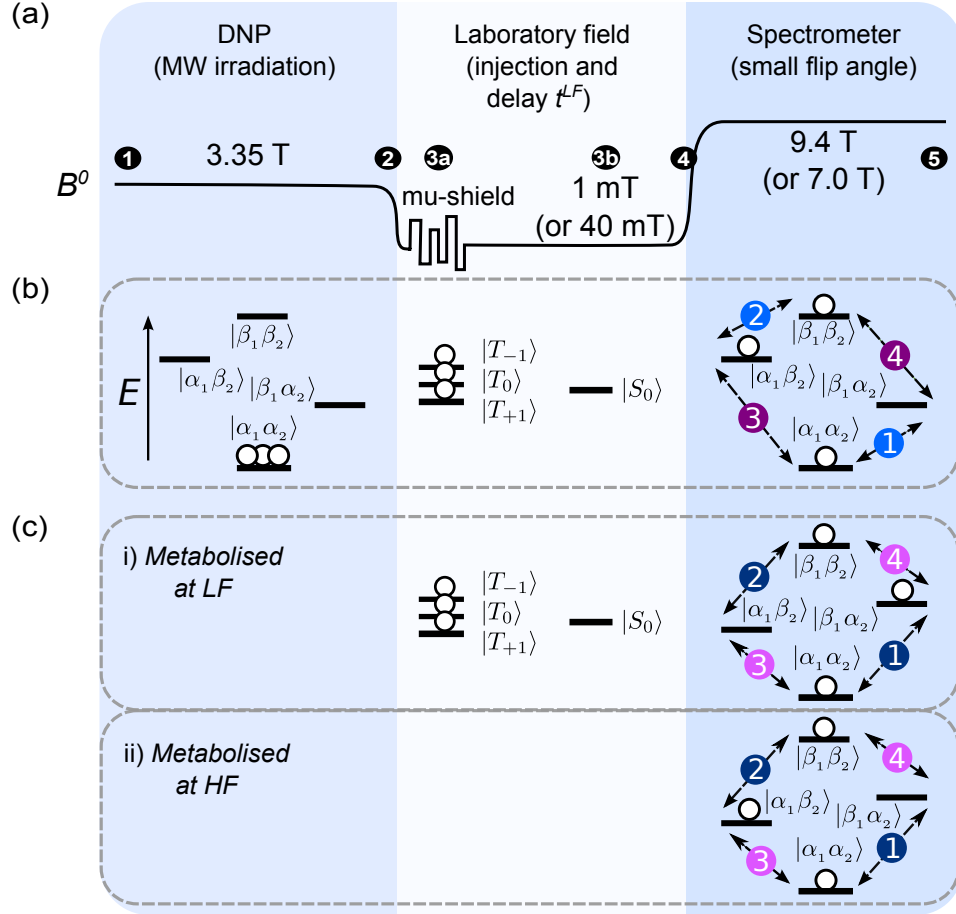 (a)
DNP
(MW irradiation)
Laboratory field
(injection and
delay t^LF)
Spectrometer
(small flip angle)
B⁰
1
3.35 T
2
3a
mu-shield
3b
1 mT
(or 40 mT)
4
9.4 T
(or 7.0 T)
5
(b)
E
|β₁β₂⟩
|α₁β₂⟩
|β₁α₂⟩
|α₁α₂⟩
|T₋₁⟩
|T₀⟩
|T₊₁⟩
|S₀⟩
2
|β₁β₂⟩
4
|α₁β₂⟩
|β₁α₂⟩
3
|α₁α₂⟩
1
(c)
i) Metabolised
at LF
|T₋₁⟩
|T₀⟩
|T₊₁⟩
|S₀⟩
2
|β₁β₂⟩
4
|α₁β₂⟩
|β₁α₂⟩
3
|α₁α₂⟩
1
ii) Metabolised
at HF
2
|β₁β₂⟩
4
|α₁β₂⟩
|β₁α₂⟩
3
|α₁α₂⟩
1